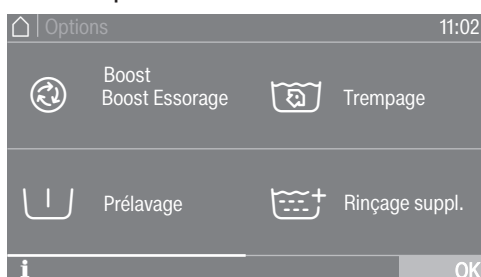 Options
11:02
Boost
Boost Essorage
Trempage
Prélavage
Rinçage suppl.
i
OK